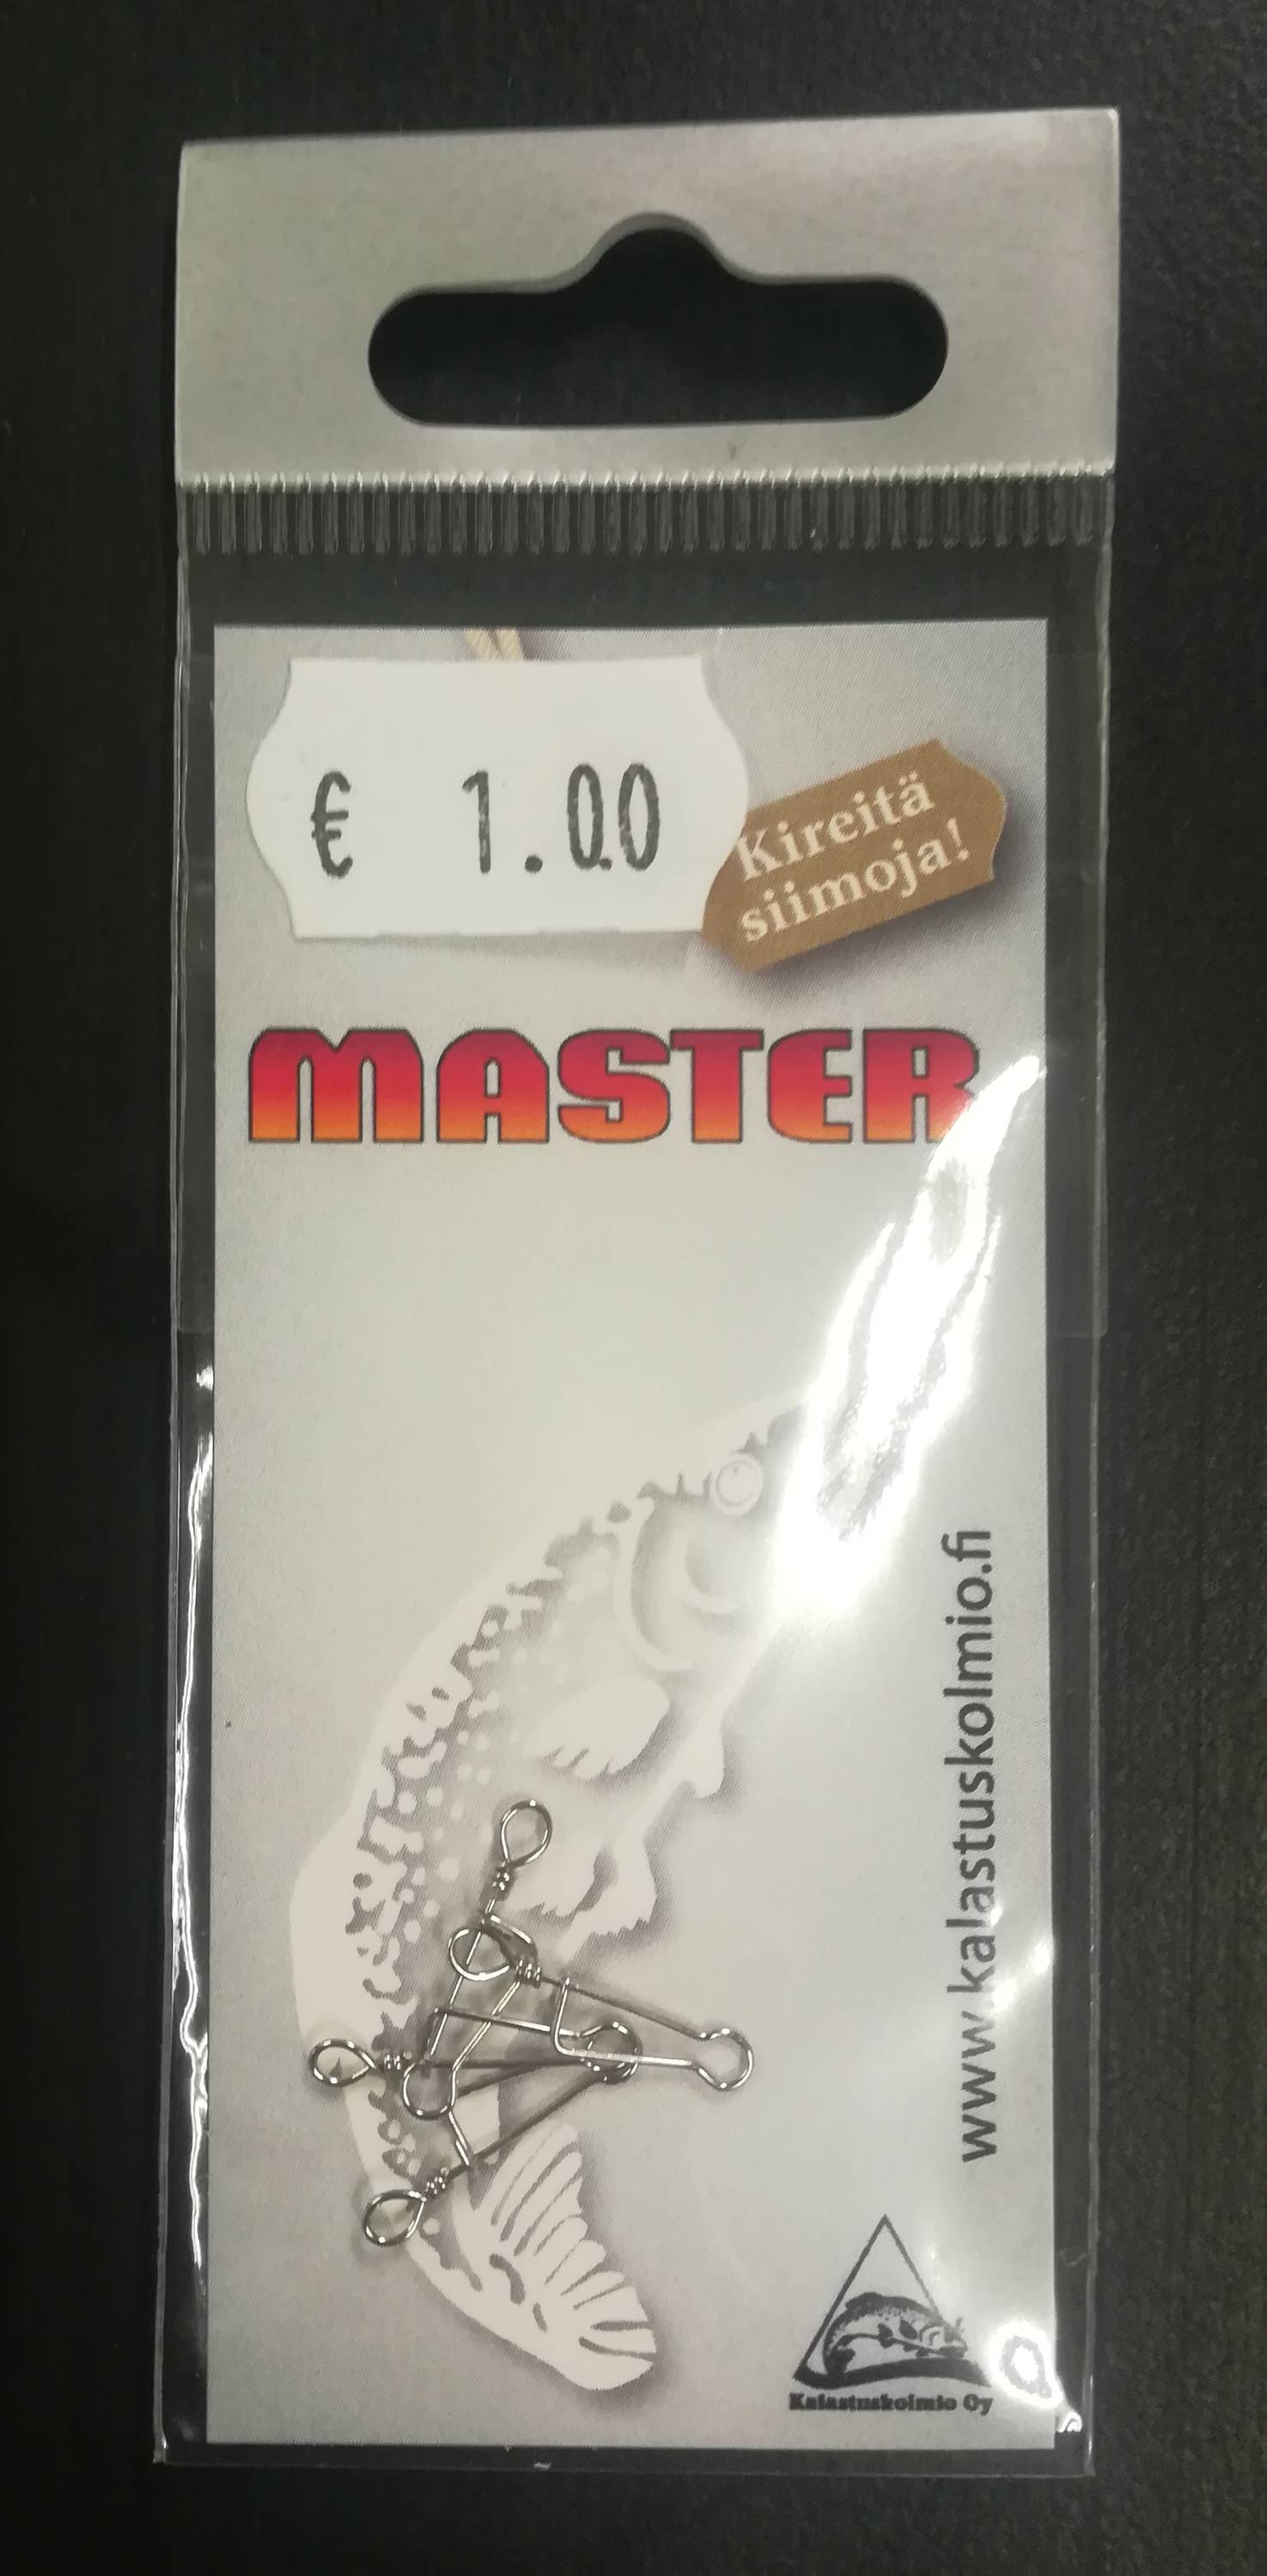 € 1.00
Kireitä
siimoja!
MASTER
www.kalastuskolmio.fi
Kalastuskolmio Oy